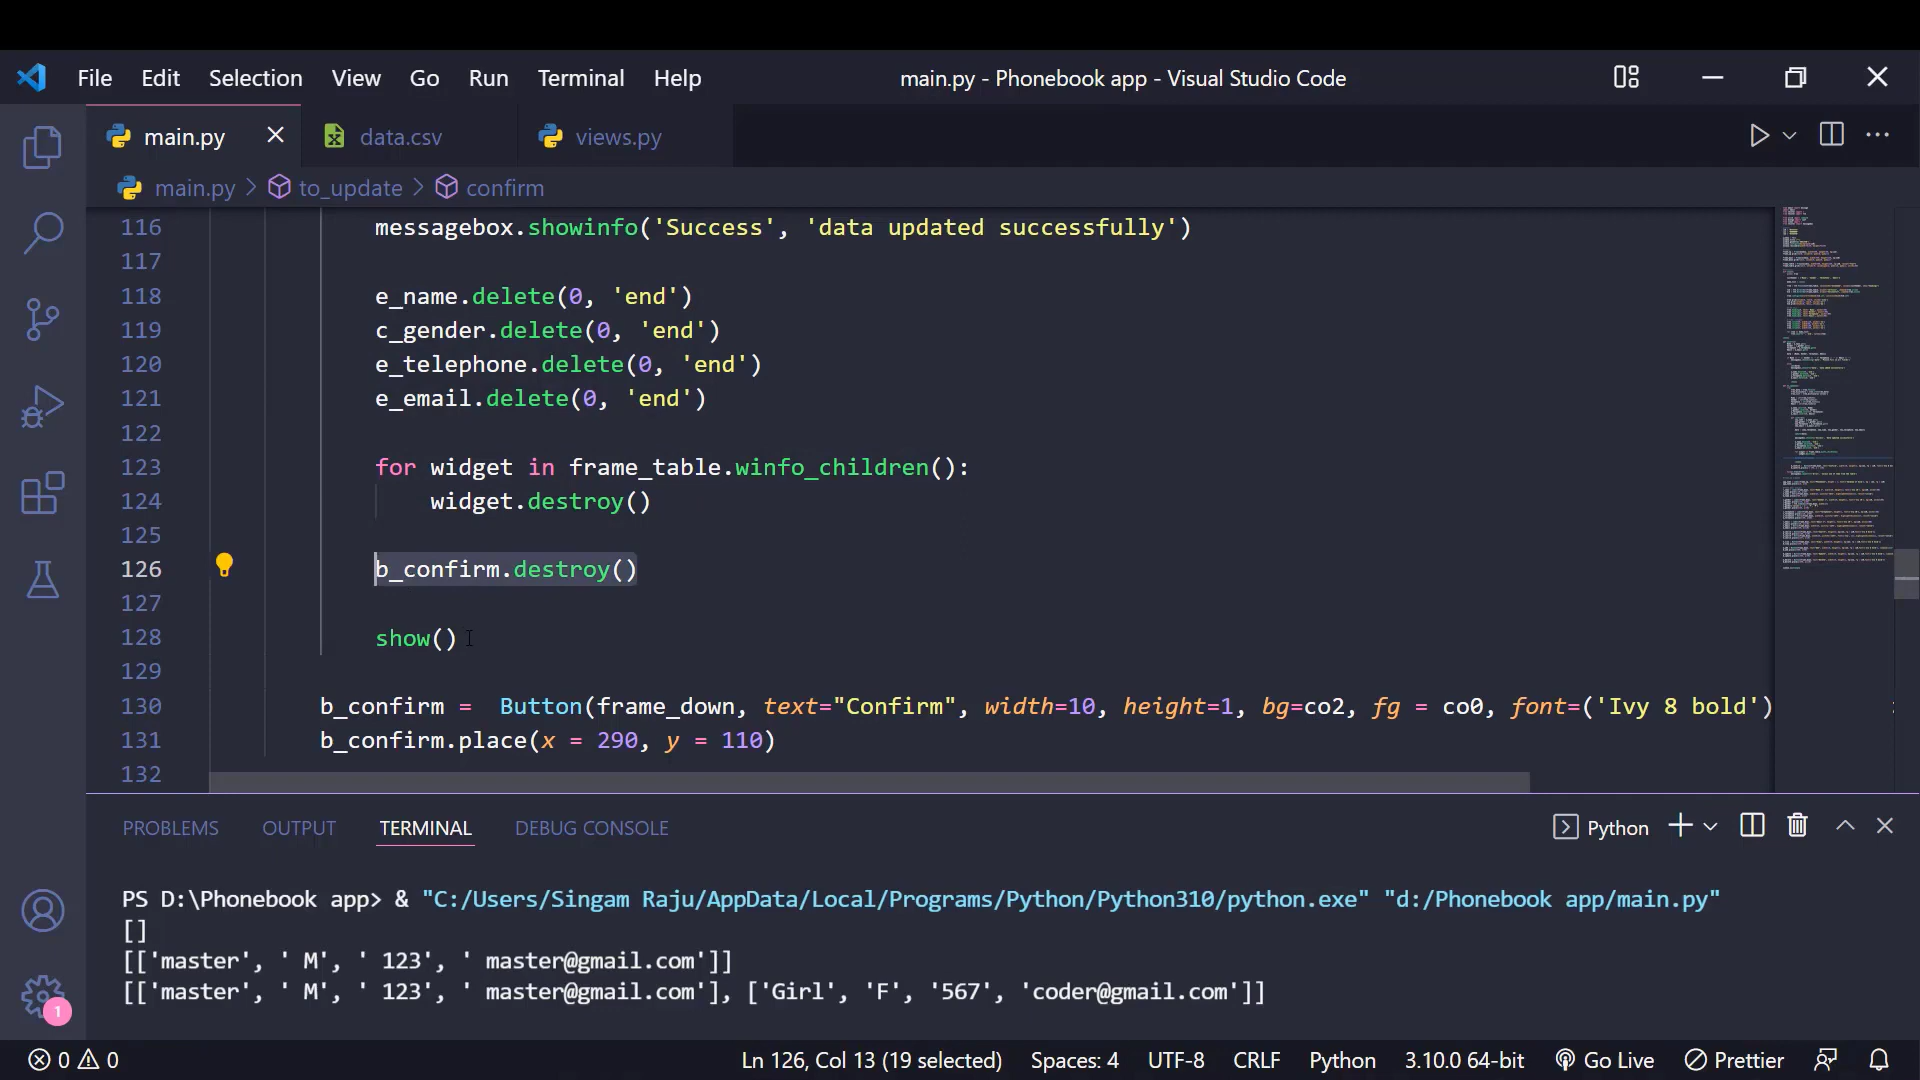 File Edit Selection View Go Run Terminal Help main.py - Phonebook app - Visual Studio Code
main.py data.csv views.py
main.py > to_update > confirm
116 messagebox.showinfo('Success', 'data updated successfully')
117
118 e_name.delete(0, 'end')
119 c_gender.delete(0, 'end')
120 e_telephone.delete(0, 'end')
121 e_email.delete(0, 'end')
122
123 for widget in frame_table.winfo_children():
124 widget.destroy()
125
126 b_confirm.destroy()
127
128 show()
129
130 b_confirm = Button(frame_down, text="Confirm", width=10, height=1, bg=co2, fg = co0, font=('Ivy 8 bold')
131 b_confirm.place(x = 290, y = 110)
132
PROBLEMS OUTPUT TERMINAL DEBUG CONSOLE Python
PS D:\Phonebook app> & "C:/Users/Singam Raju/AppData/Local/Programs/Python/Python310/python.exe" "d:/Phonebook app/main.py"
[]
[['master', ' M', ' 123', ' master@gmail.com']]
[['master', ' M', ' 123', ' master@gmail.com'], ['Girl', 'F', '567', 'coder@gmail.com']]
1
0 0 Ln 126, Col 13 (19 selected) Spaces: 4 UTF-8 CRLF Python 3.10.0 64-bit Go Live Prettier